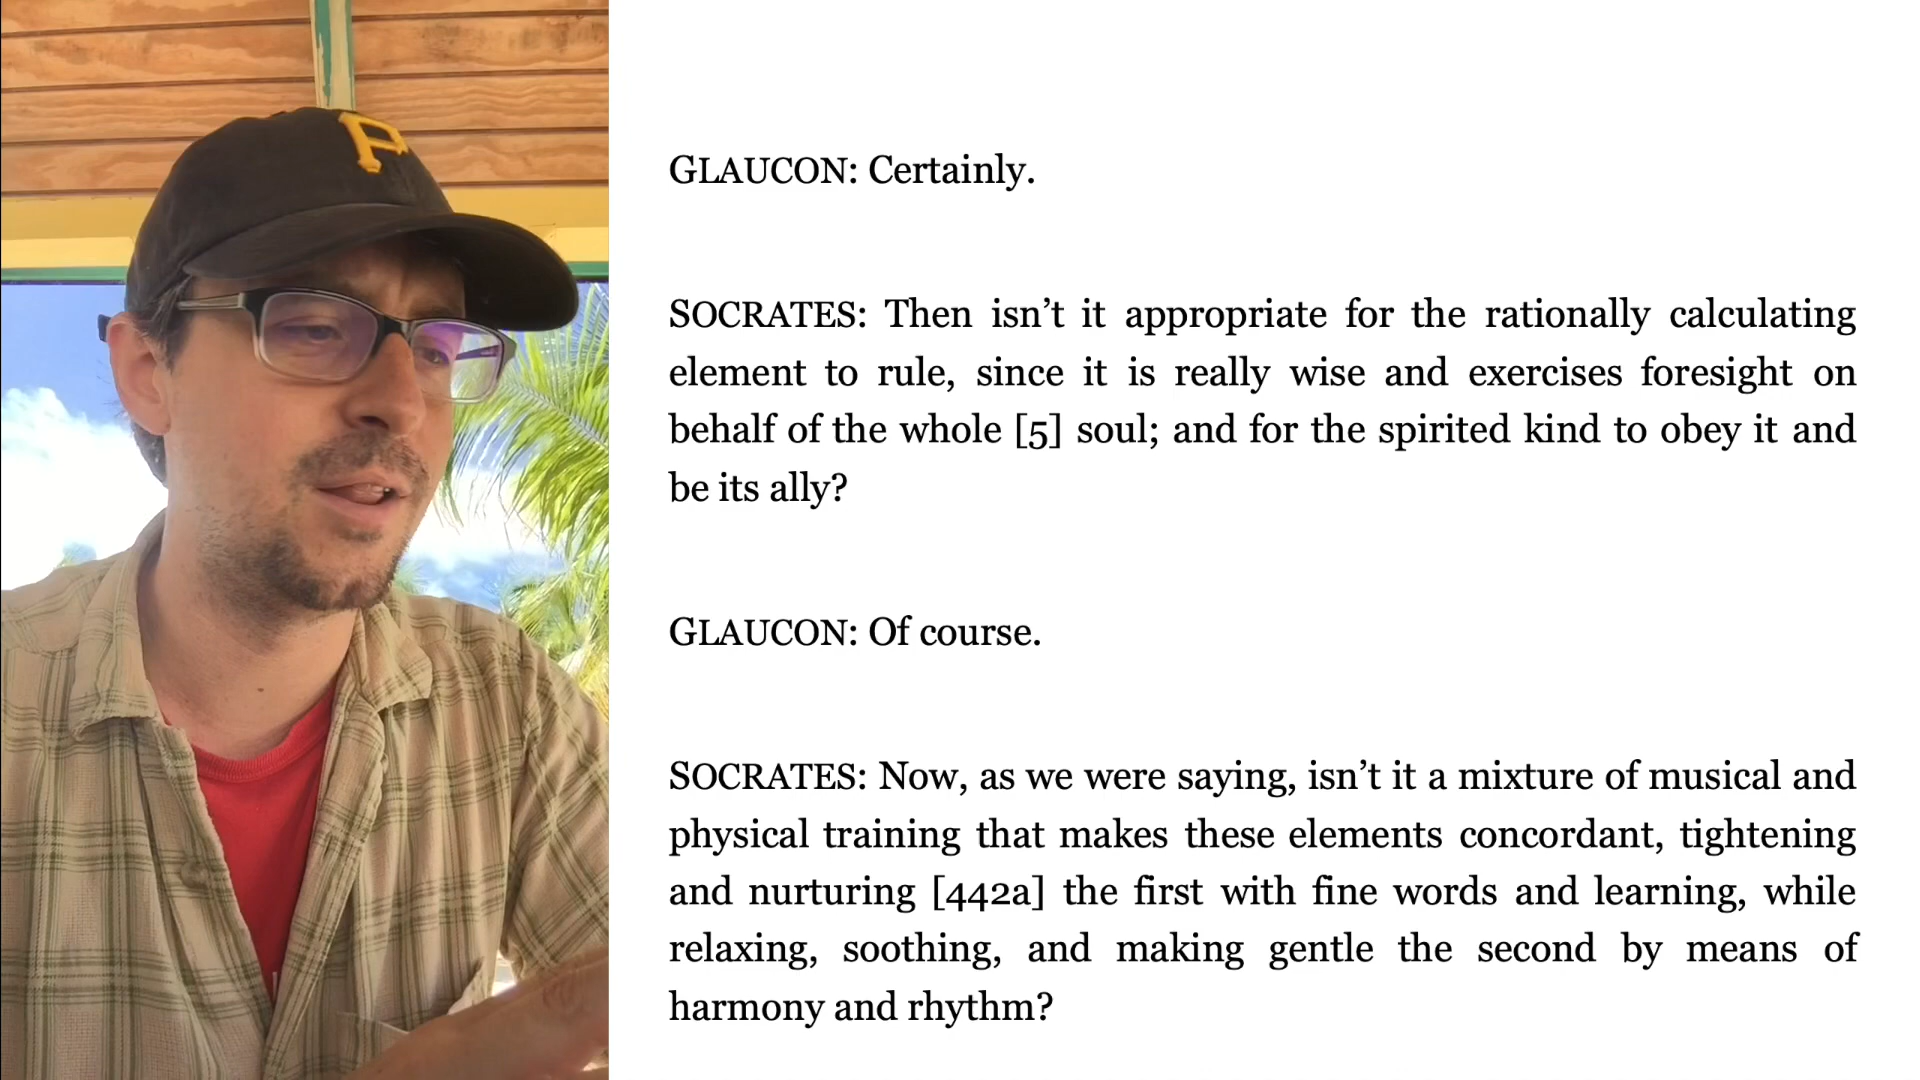 P
GLAUCON: Certainly.
SOCRATES: Then isn’t it appropriate for the rationally calculating
element to rule, since it is really wise and exercises foresight on
behalf of the whole [5] soul; and for the spirited kind to obey it and
be its ally?
GLAUCON: Of course.
SOCRATES: Now, as we were saying, isn’t it a mixture of musical and
physical training that makes these elements concordant, tightening
and nurturing [442a] the first with fine words and learning, while
relaxing, soothing, and making gentle the second by means of
harmony and rhythm?